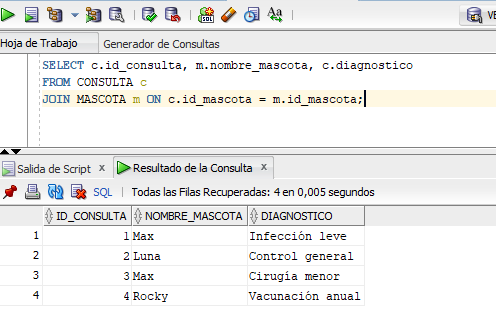 VE
Hoja de Trabajo Generador de Consultas
SELECT c.id_consulta, m.nombre_mascota, c.diagnostico
FROM CONSULTA c
JOIN MASCOTA m ON c.id_mascota = m.id_mascota;
Salida de Script x Resultado de la Consulta x
SQL | Todas las Filas Recuperadas: 4 en 0,005 segundos
ID_CONSULTA NOMBRE_MASCOTA DIAGNOSTICO
1 1 Max Infección leve
2 2 Luna Control general
3 3 Max Cirugía menor
4 4 Rocky Vacunación anual